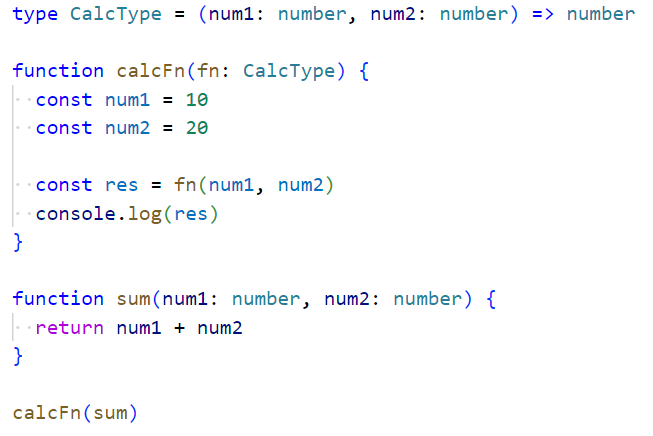 type CalcType = (num1: number, num2: number) => number
function calcFn(fn: CalcType) {
  const num1 = 10
  const num2 = 20
  const res = fn(num1, num2)
  console.log(res)
}
function sum(num1: number, num2: number) {
  return num1 + num2
}
calcFn(sum)